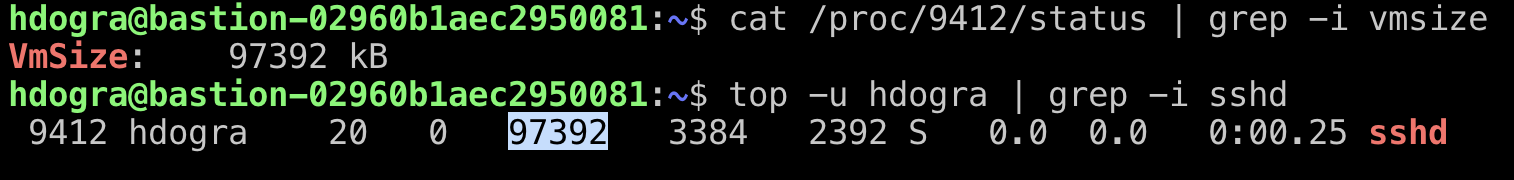 hdogra@bastion-02960b1aec2950081:~$ cat /proc/9412/status | grep -i vmsize
VmSize:    97392 kB
hdogra@bastion-02960b1aec2950081:~$ top -u hdogra | grep -i sshd
 9412 hdogra    20   0   97392   3384   2392 S   0.0  0.0   0:00.25 sshd